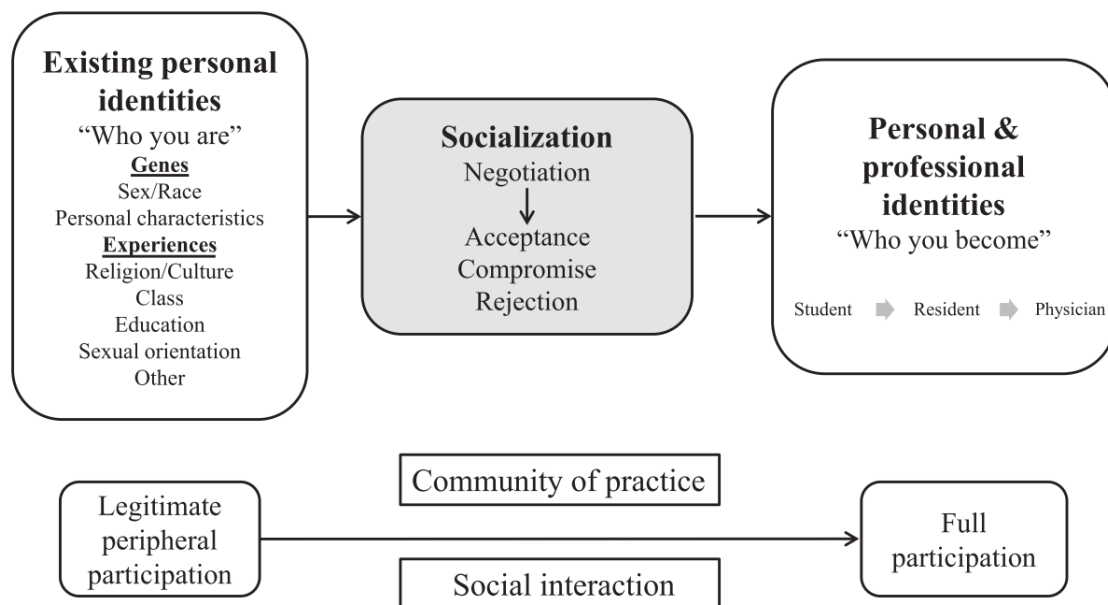 Existing personal
identities
“Who you are”
Genes
Sex/Race
Personal characteristics
Experiences
Religion/Culture
Class
Education
Sexual orientation
Other
Socialization
Negotiation
Acceptance
Compromise
Rejection
Personal &
professional
identities
“Who you become”
Student Resident Physician
Legitimate
peripheral
participation
Community of practice
Social interaction
Full
participation